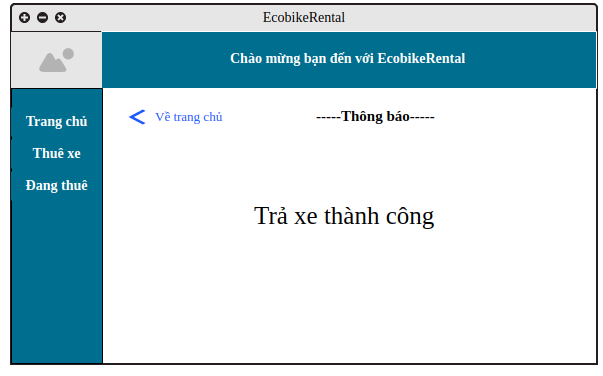 EcobikeRental
Chào mừng bạn đến với EcobikeRental
Trang chủ
Thuê xe
Đang thuê
Về trang chủ
-----Thông báo-----
Trả xe thành công